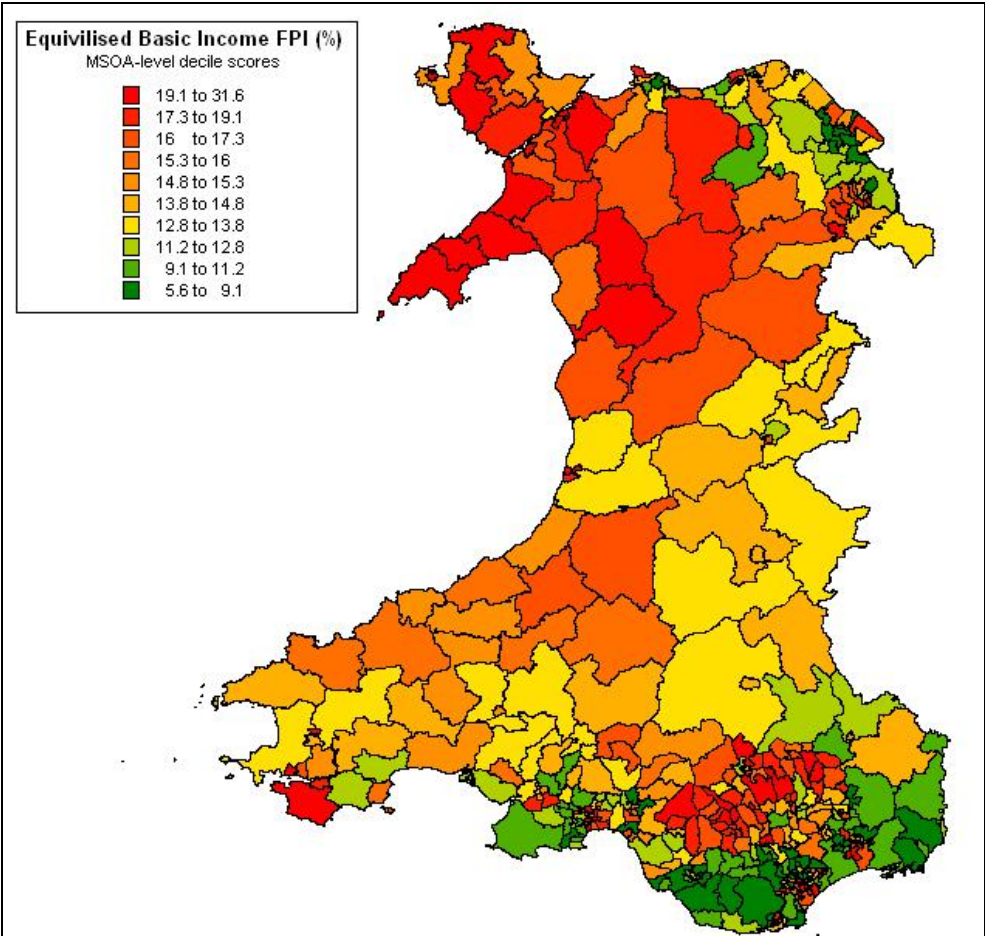 Equivilised Basic Income FPI (%)
MSOA-level decile scores
19.1 to 31.6
17.3 to 19.1
16 to 17.3
15.3 to 16
14.8 to 15.3
13.8 to 14.8
12.8 to 13.8
11.2 to 12.8
9.1 to 11.2
5.6 to 9.1